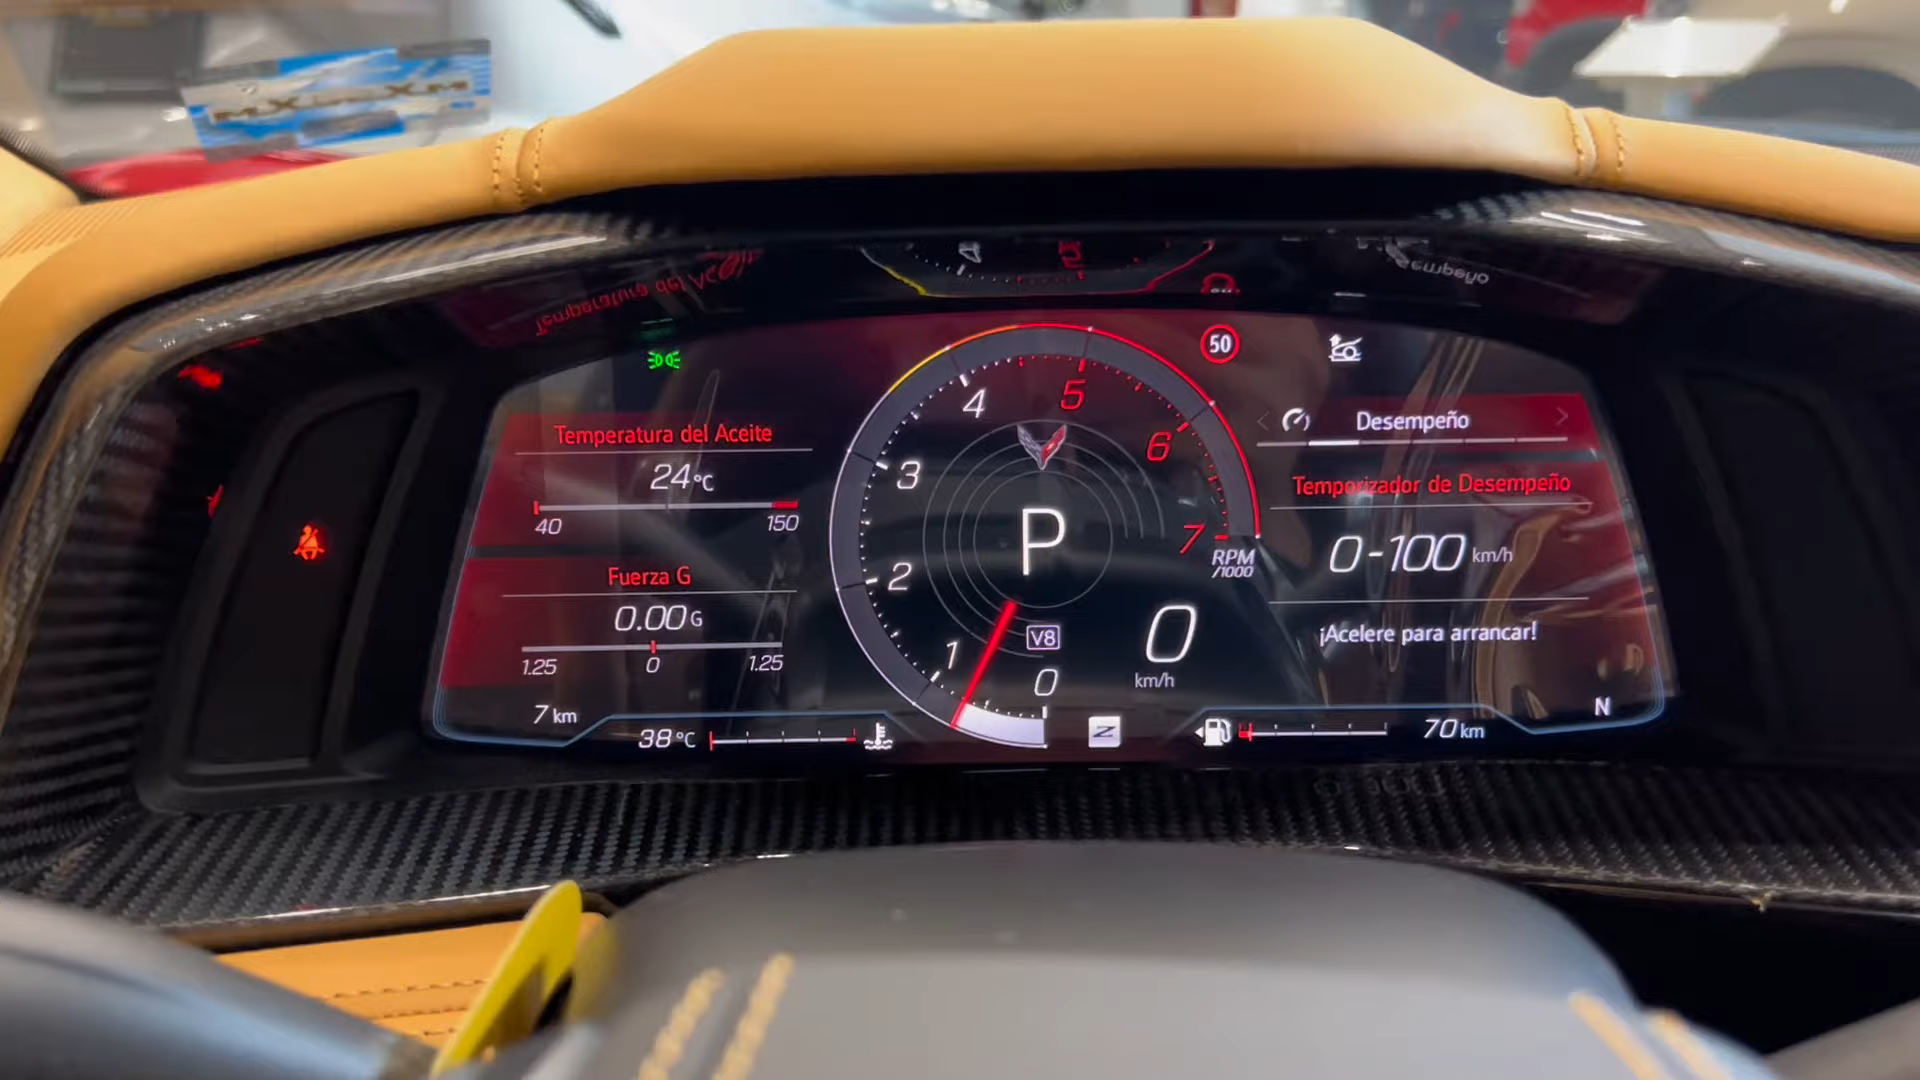 50
Desempeño
Temperatura del Aceite
24 °C
40 150
Fuerza G
0.00 G
1.25 0 1.25
7 km
38 °C
0 1 2 3 4 5 6 7
RPM
/1000
P
V8
0
km/h
Z
Temporizador de Desempeño
0-100 km/h
¡Acelere para arrancar!
N
70 km